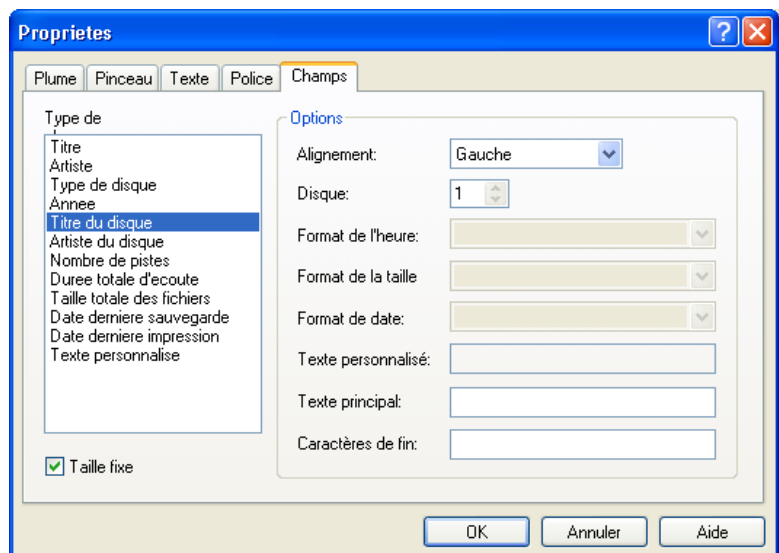 Proprietes
Plume Pinceau Texte Police Champs
Type de
Titre
Artiste
Type de disque
Annee
Titre du disque
Artiste du disque
Nombre de pistes
Duree totale d'ecoute
Taille totale des fichiers
Date derniere sauvegarde
Date derniere impression
Texte personnalise
Taille fixe
Options
Alignement: Gauche
Disque: 1
Format de l'heure:
Format de la taille
Format de date:
Texte personnalisé:
Texte principal:
Caractères de fin:
OK Annuler Aide